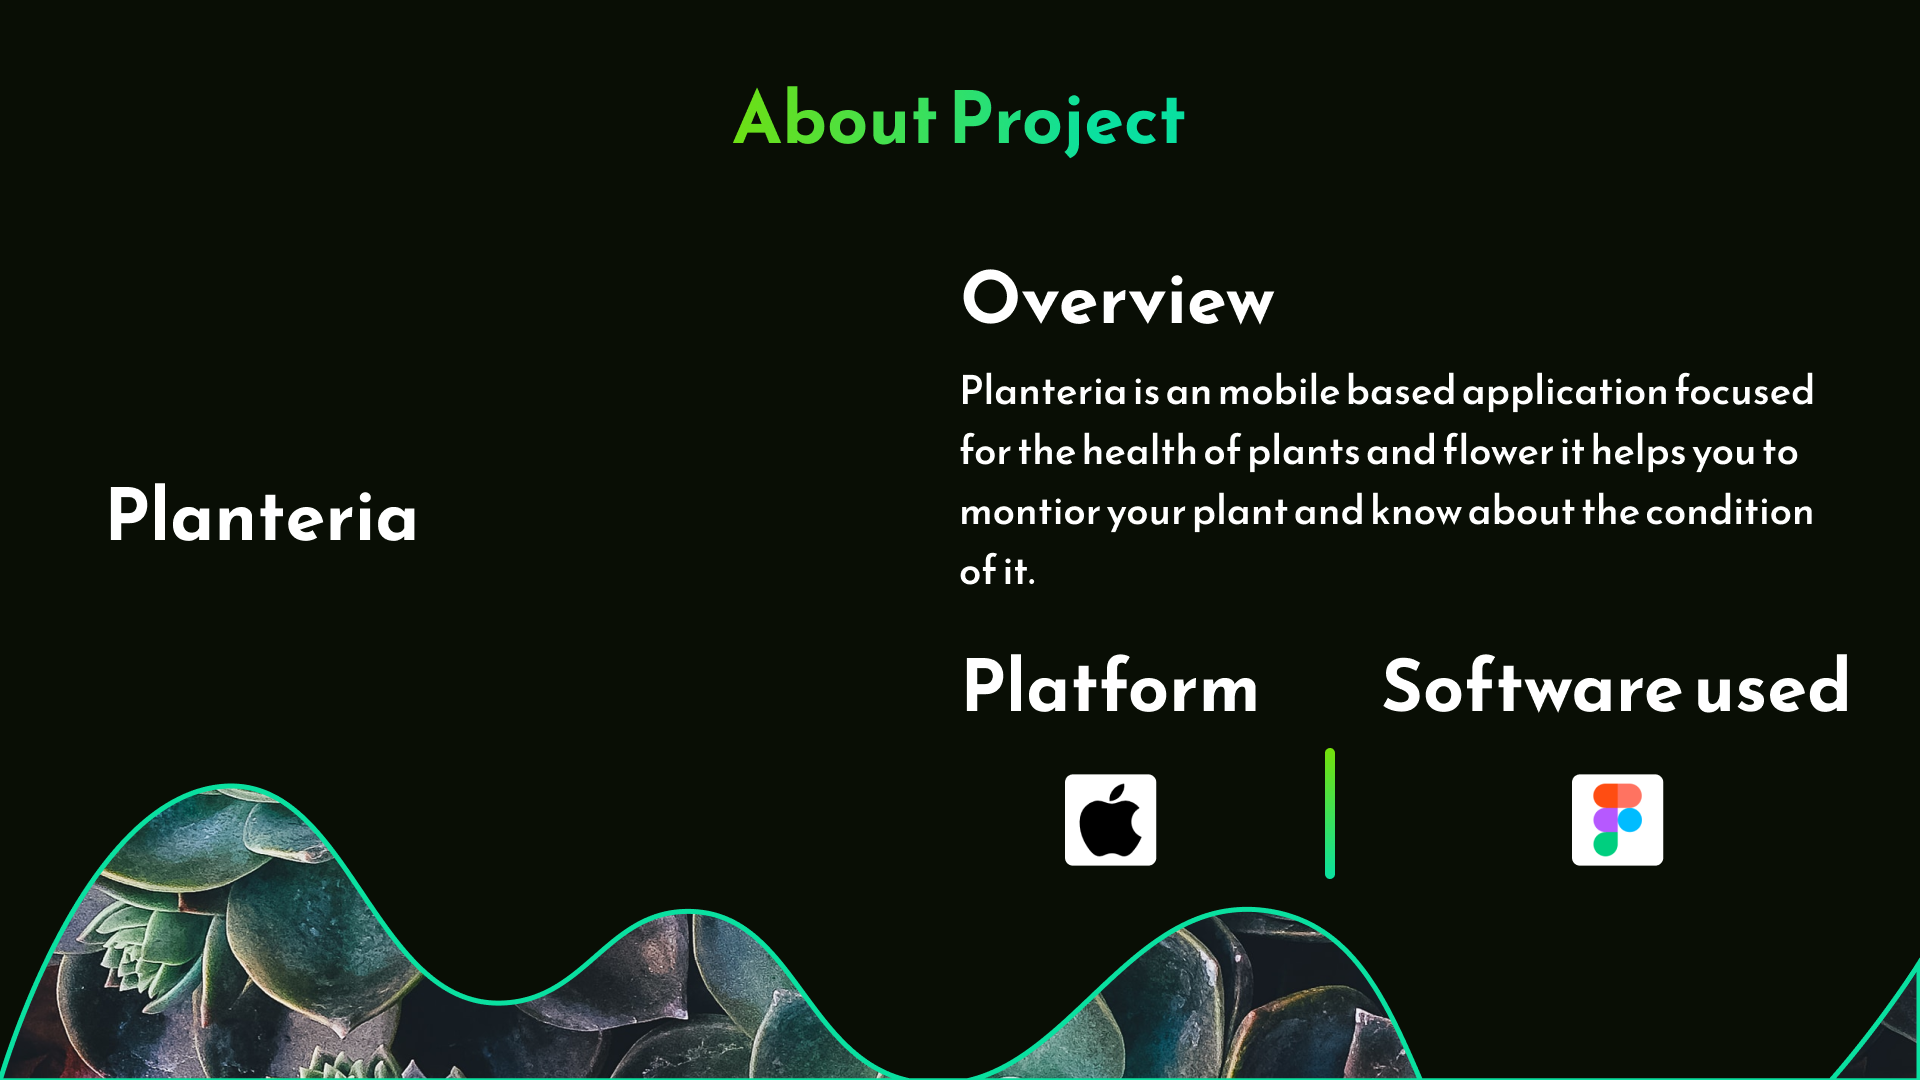 About Project
Planteria
Overview
Planteria is an mobile based application focused
for the health of plants and flower it helps you to
montior your plant and know about the condition
of it.
Platform
Software used